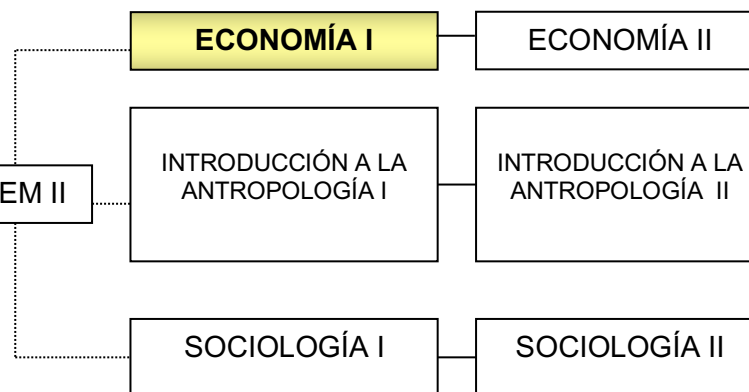 ECONOMÍA I
ECONOMÍA II
INTRODUCCIÓN A LA
ANTROPOLOGÍA I
INTRODUCCIÓN A LA
ANTROPOLOGÍA II
EM II
SOCIOLOGÍA I
SOCIOLOGÍA II